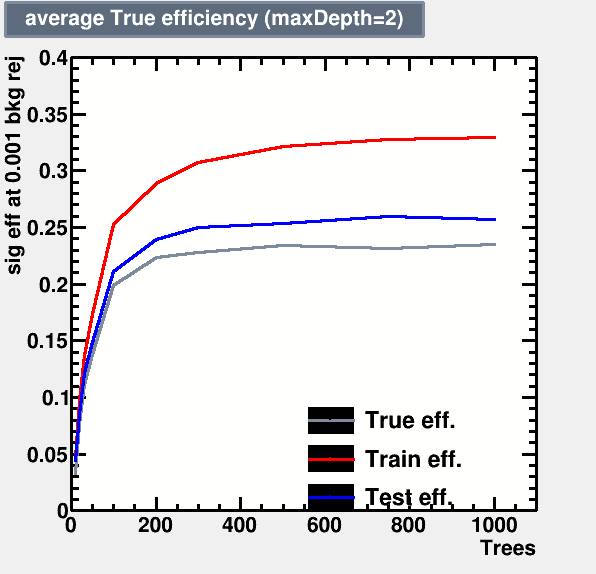 average True efficiency (maxDepth=2)
sig eff at 0.001 bkg rej
0.4
0.35
0.3
0.25
0.2
0.15
0.1
0.05
0
True eff.
Train eff.
Test eff.
0 200 400 600 800 1000
Trees